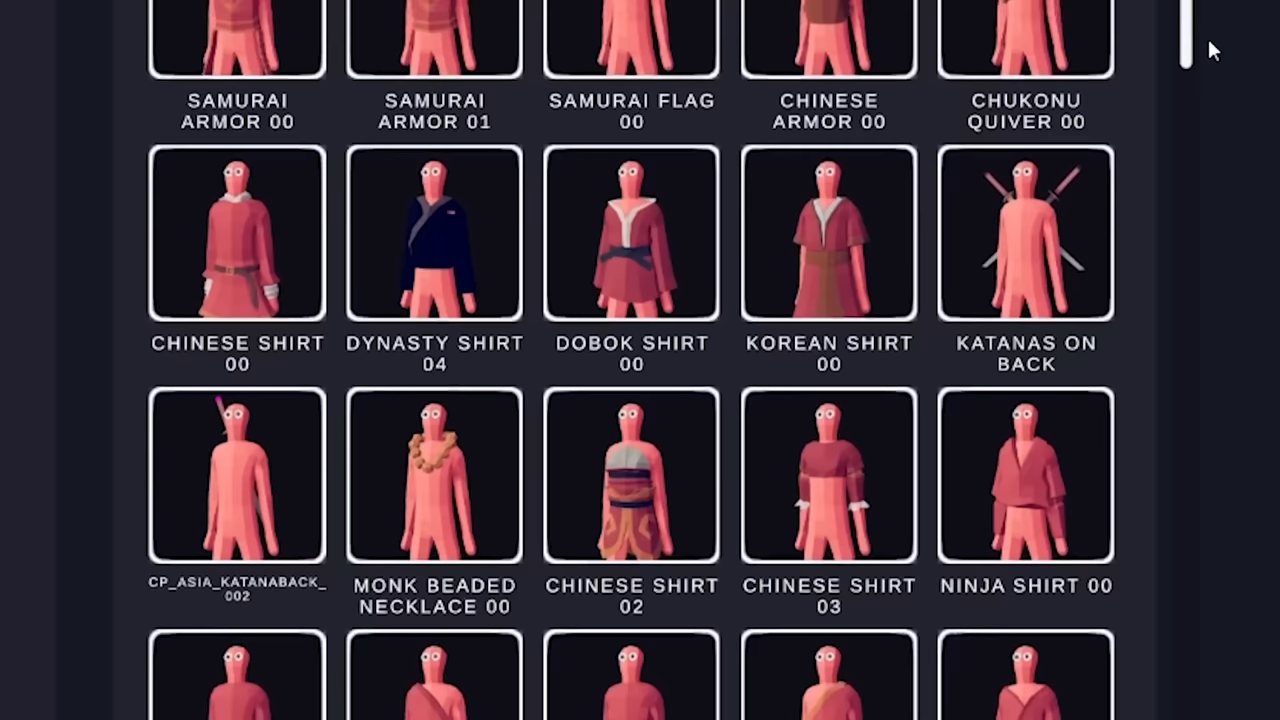 SAMURAI
ARMOR 00
SAMURAI
ARMOR 01
SAMURAI FLAG
00
CHINESE
ARMOR 00
CHUKONU
QUIVER 00
CHINESE SHIRT
00
DYNASTY SHIRT
04
DOBOK SHIRT
00
KOREAN SHIRT
00
KATANAS ON
BACK
CP_ASIA_KATANABACK_
002
MONK BEADED
NECKLACE 00
CHINESE SHIRT
02
CHINESE SHIRT
03
NINJA SHIRT 00